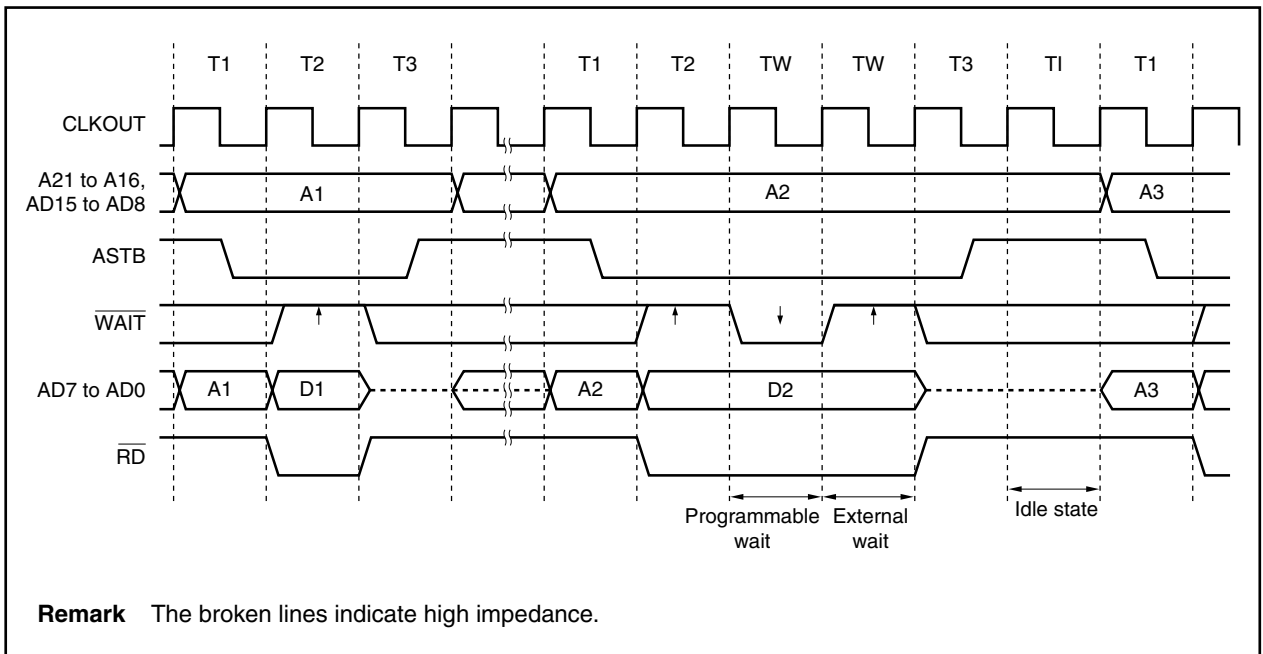 T1 T2 T3 T1 T2 TW TW T3 TI T1
CLKOUT
A21 to A16,
AD15 to AD8
A1 A2 A3
ASTB
WAIT
AD7 to AD0 A1 D1 A2 D2 A3
RD
Programmable
wait
External
wait
Idle state
Remark The broken lines indicate high impedance.